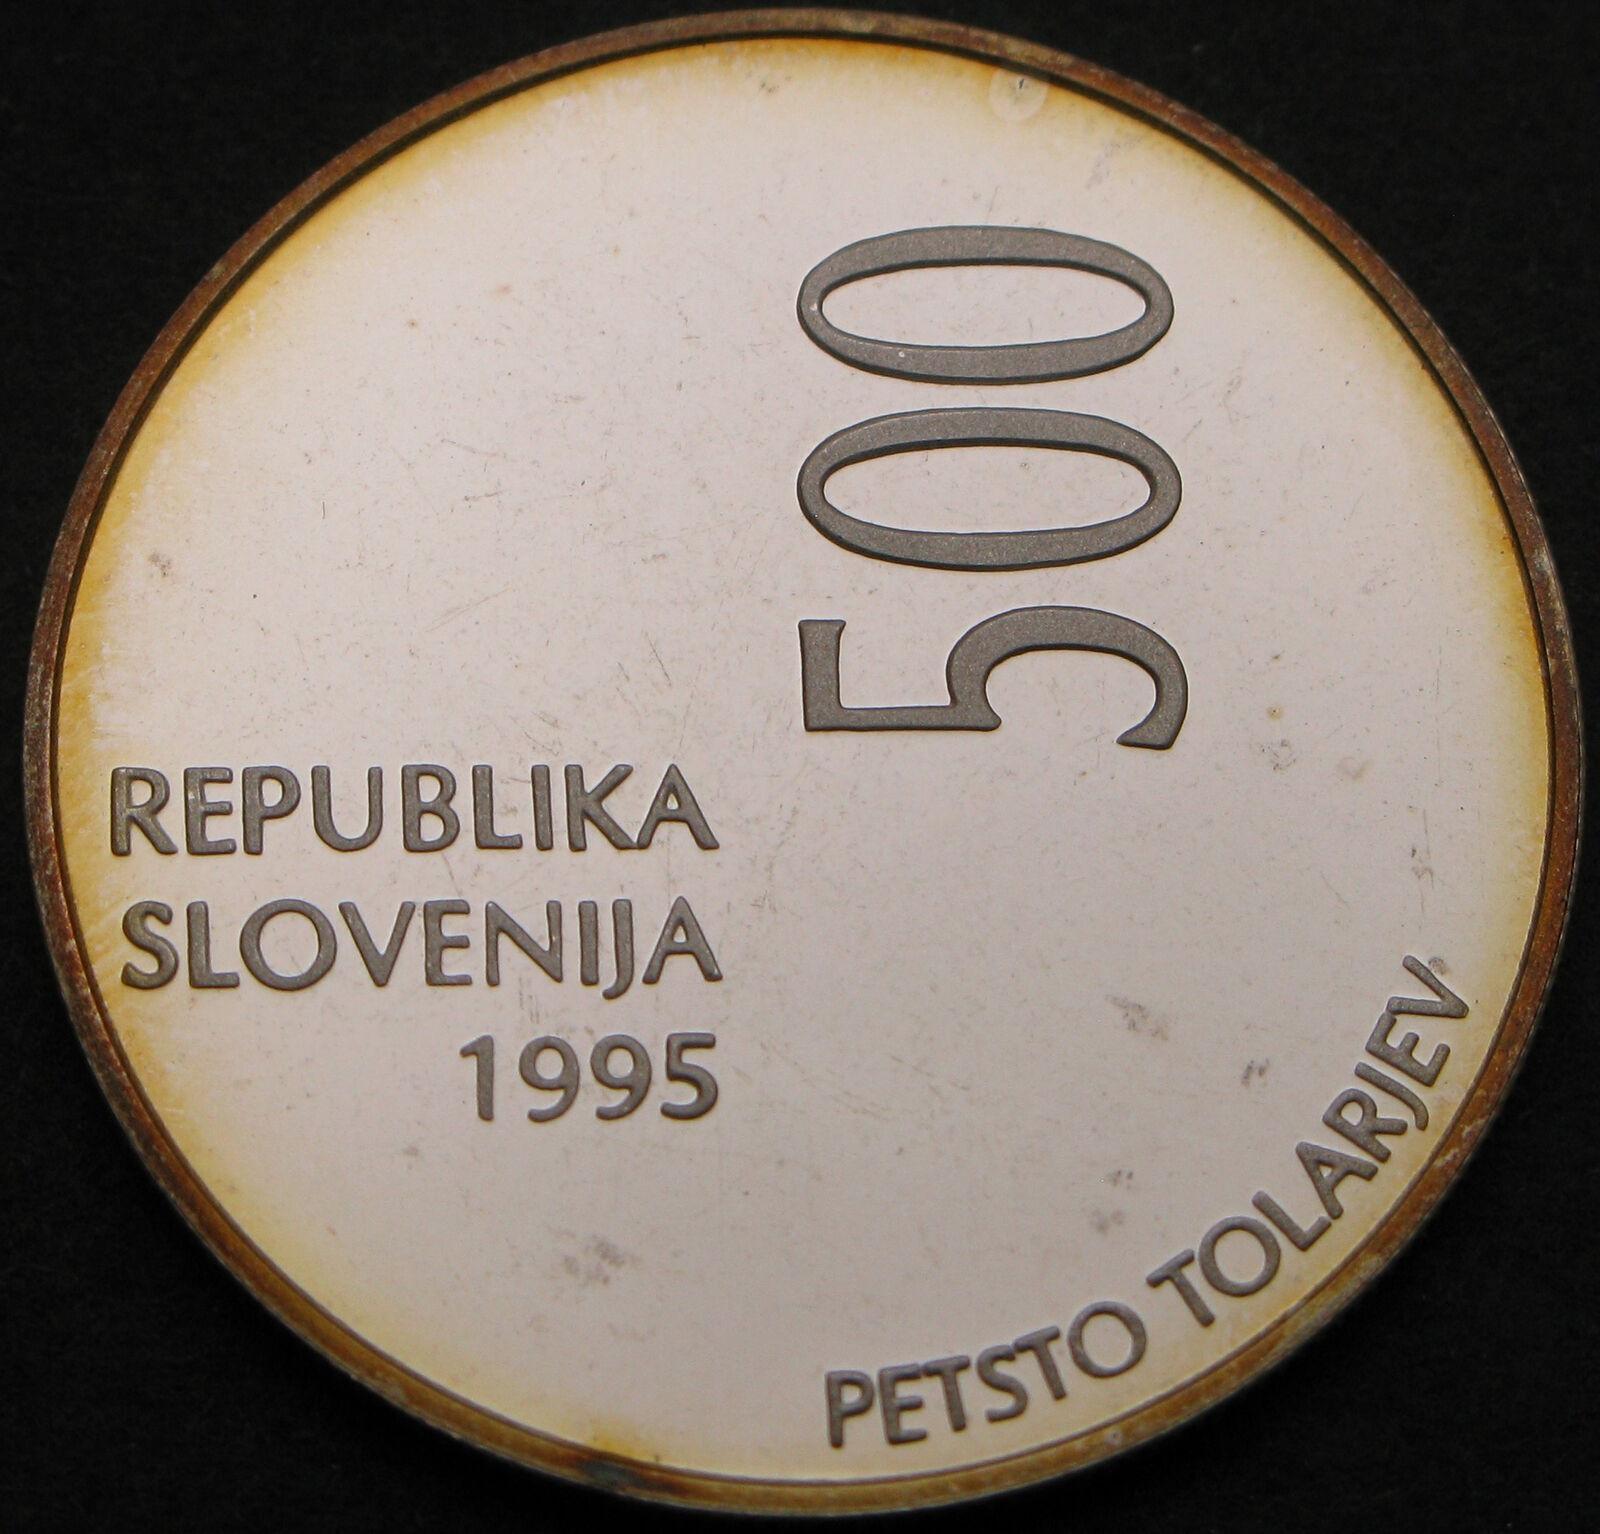 500
REPUBLIKA
SLOVENIJA
1995
PETSTO TOLARJEV